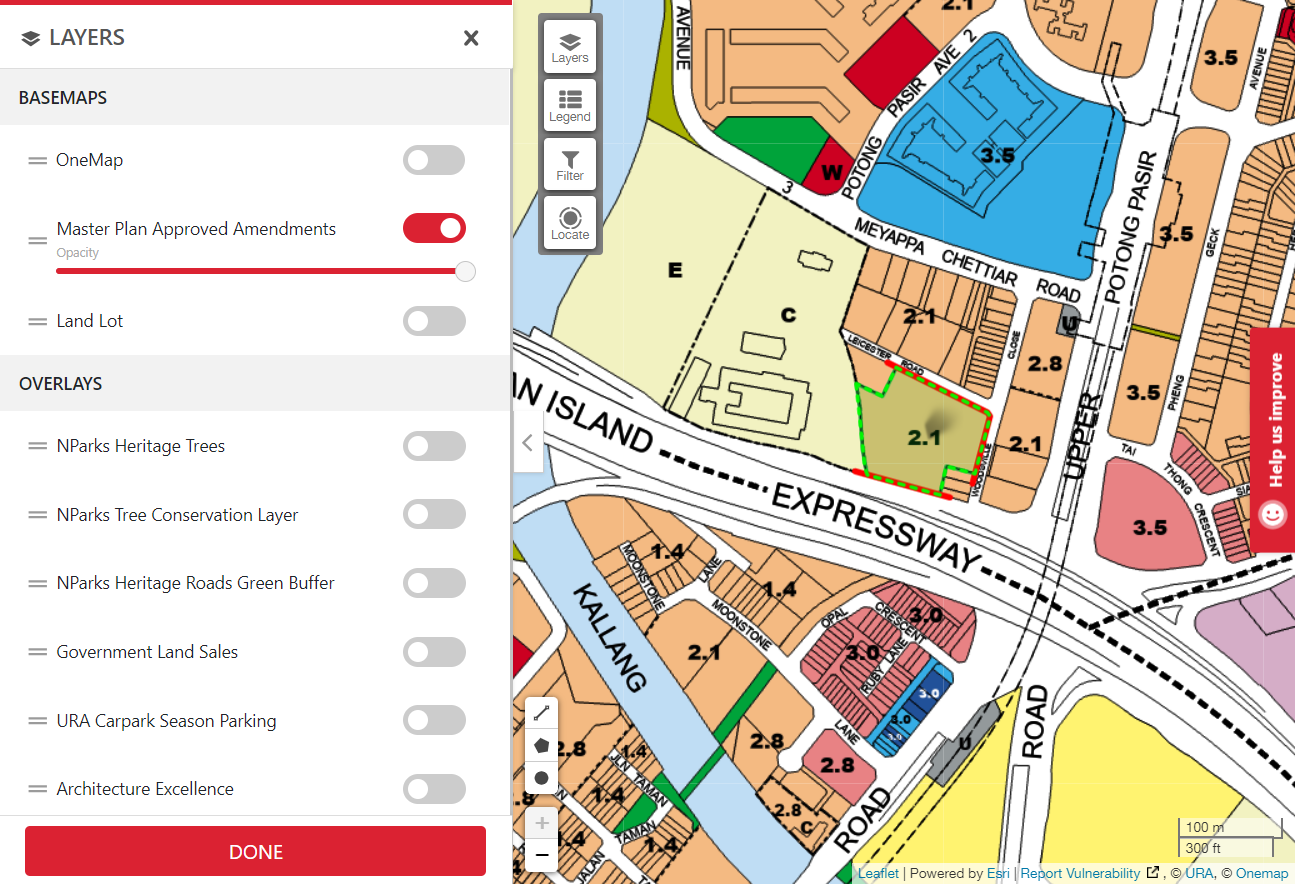 LAYERS
BASEMAPS
OneMap
Master Plan Approved Amendments
Opacity
Land Lot
OVERLAYS
NParks Heritage Trees
NParks Tree Conservation Layer
NParks Heritage Roads Green Buffer
Government Land Sales
URA Carpark Season Parking
Architecture Excellence
DONE
Layers
Legend
Filter
Locate
AVENUE
2.1
3.5
AVENUE
POTONG PASIR AVE 2
3.5
W
3
POTONG PASIR
3.5
GECK
MEYAPPA CHETTIAR ROAD
E
C
2.1
U
CLOSE
LEICESTER ROAD
2.8
3.5
PHENG
UPPER
2.1
2.1
WOODSVILLE
TAI THONG CRESCENT
3.5
AN ISLAND EXPRESSWAY
Help us improve
1.4
MOONSTONE LANE
1.4
MOONSTONE
OPAL CRESCENT
3.0
3.0
RUBY LANE
3.0
3.0
3.0
KALLANG
2.1
LANE
2.8
2.8
U
ROAD
2.8
1.4
JLN TAMAN
1.4
.8
TAMAN
1.4
1.4
JALAN
2.8
C
ROAD
100 m
300 ft
Leaflet | Powered by Esri | Report Vulnerability , © URA, © Onemap